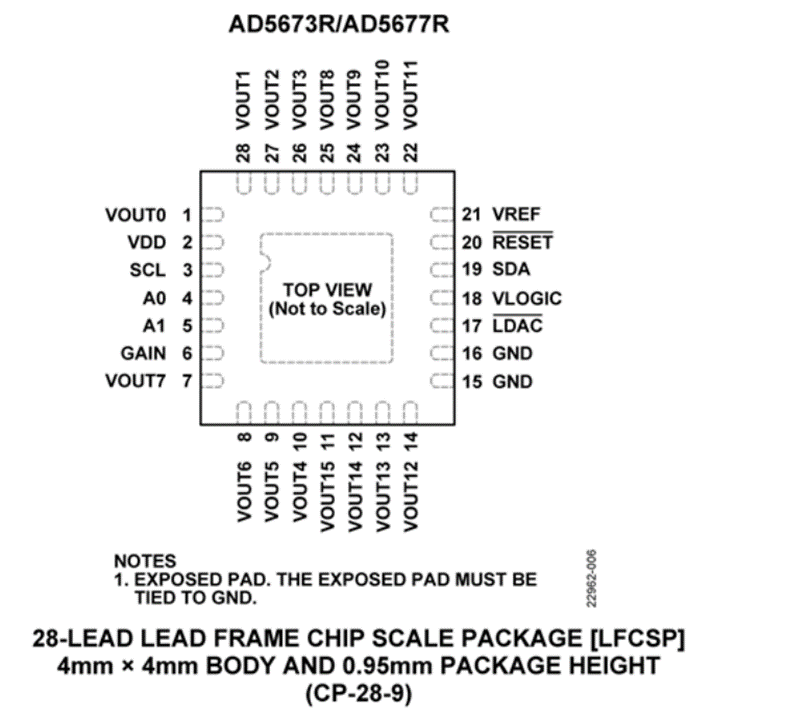 AD5673R/AD5677R
28 VOUT1
27 VOUT2
26 VOUT3
25 VOUT8
24 VOUT9
23 VOUT10
22 VOUT11
VOUT0 1
VDD 2
SCL 3
A0 4
A1 5
GAIN 6
VOUT7 7
TOP VIEW
(Not to Scale)
21 VREF
20 RESET
19 SDA
18 VLOGIC
17 LDAC
16 GND
15 GND
VOUT6 8
VOUT5 9
VOUT4 10
VOUT15 11
VOUT14 12
VOUT13 13
VOUT12 14
NOTES
1. EXPOSED PAD. THE EXPOSED PAD MUST BE
TIED TO GND.
22962-006
28-LEAD LEAD FRAME CHIP SCALE PACKAGE [LFCSP]
4mm × 4mm BODY AND 0.95mm PACKAGE HEIGHT
(CP-28-9)